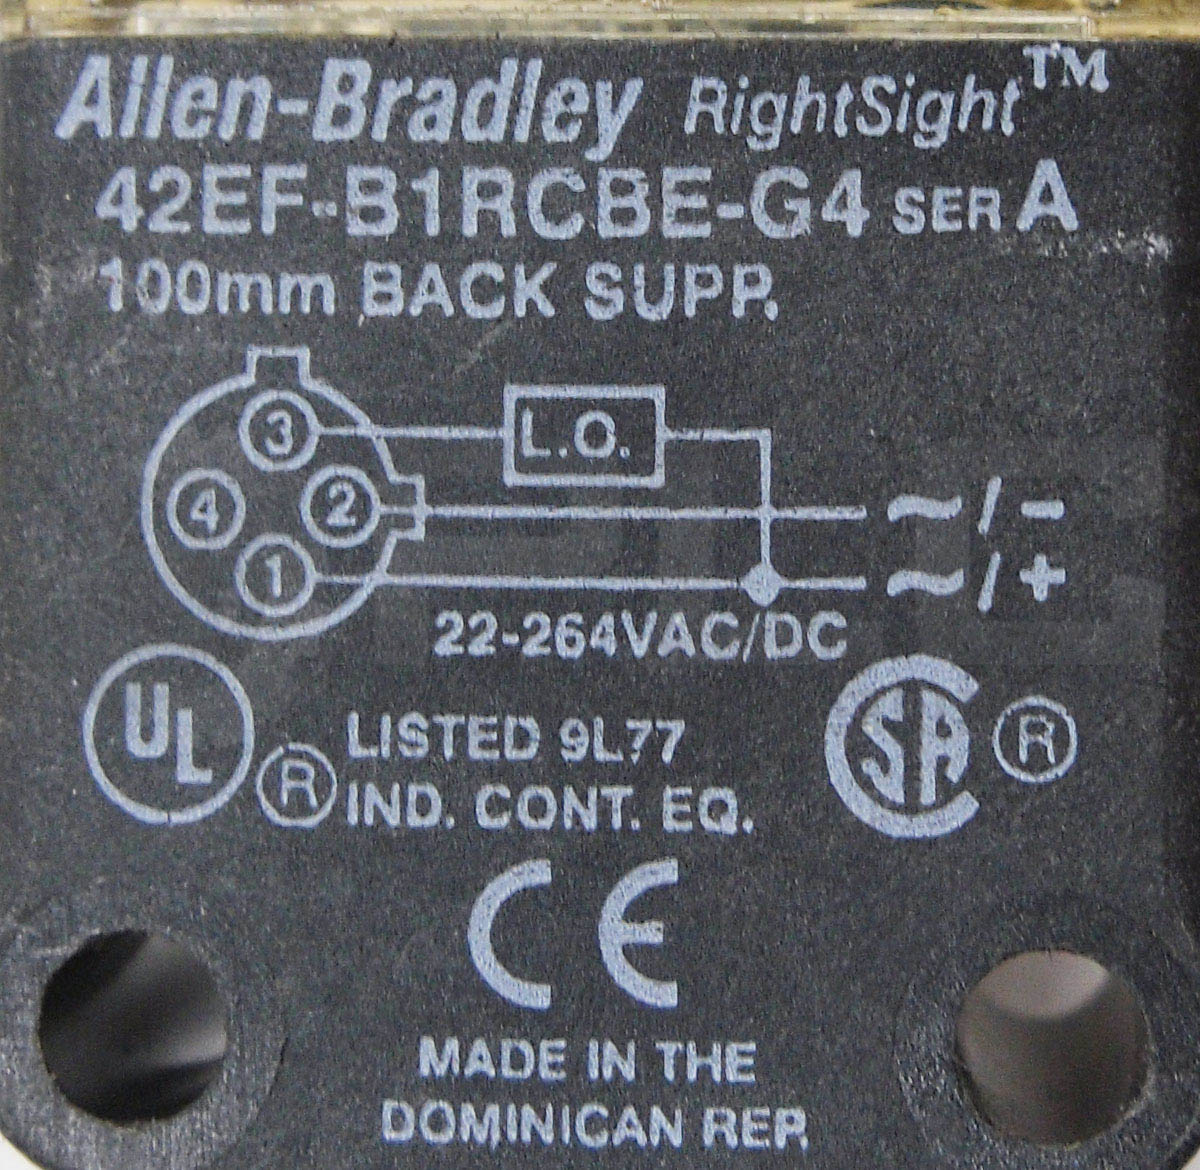 Allen-Bradley RightSight™
42EF-B1RCBE-G4 SER A
100mm BACK SUPP.
3 L.O.
4 2 ~/-
1 ~/+
22-264VAC/DC
UL® LISTED 9L77
IND. CONT. EQ.
CSA ®
CE
MADE IN THE
DOMINICAN REP.